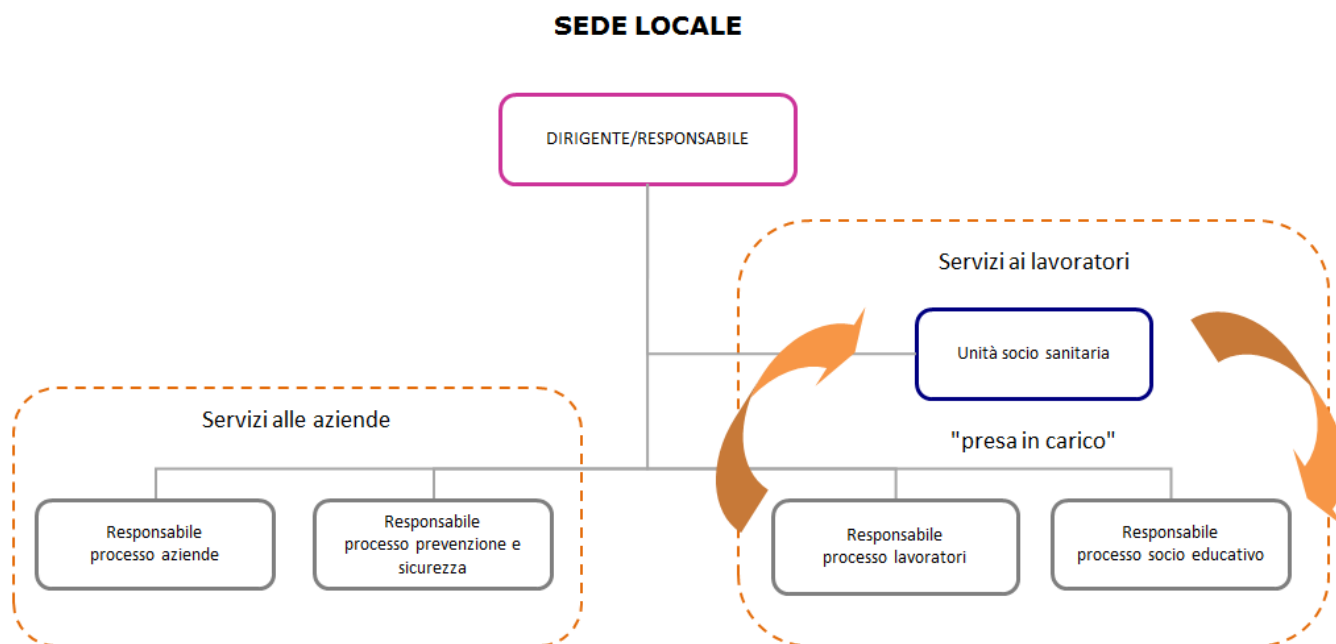 SEDE LOCALE
DIRIGENTE/RESPONSABILE
Servizi ai lavoratori
Unità socio sanitaria
Servizi alle aziende
"presa in carico"
Responsabile
processo aziende
Responsabile
processo prevenzione e
sicurezza
Responsabile
processo lavoratori
Responsabile
processo socio educativo